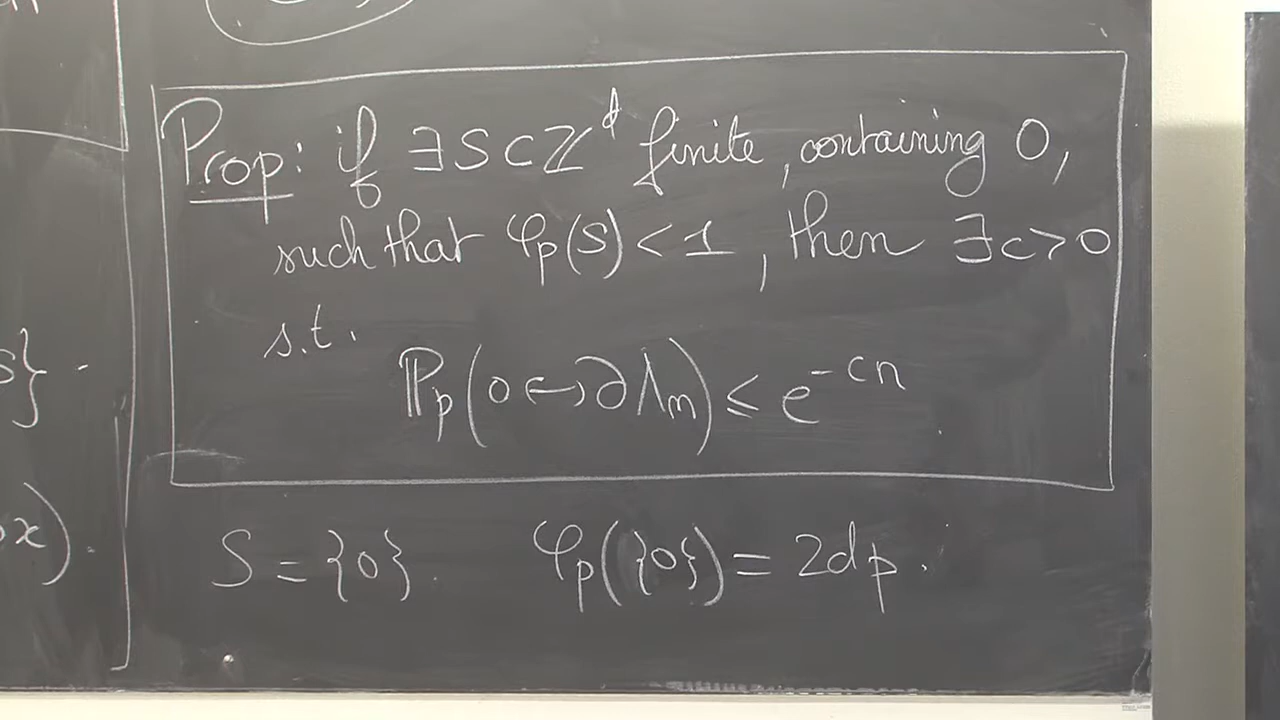 Prop: if ∃ S ⊂ ℤ^d finite, containing 0,
such that φ_p(S) < 1, then ∃ c > 0
s.t.
ℙ_p(0 ↔ ∂Λ_n) ≤ e^{-cn}
S = {0}. φ_p({0}) = 2dp.
s}.
x).